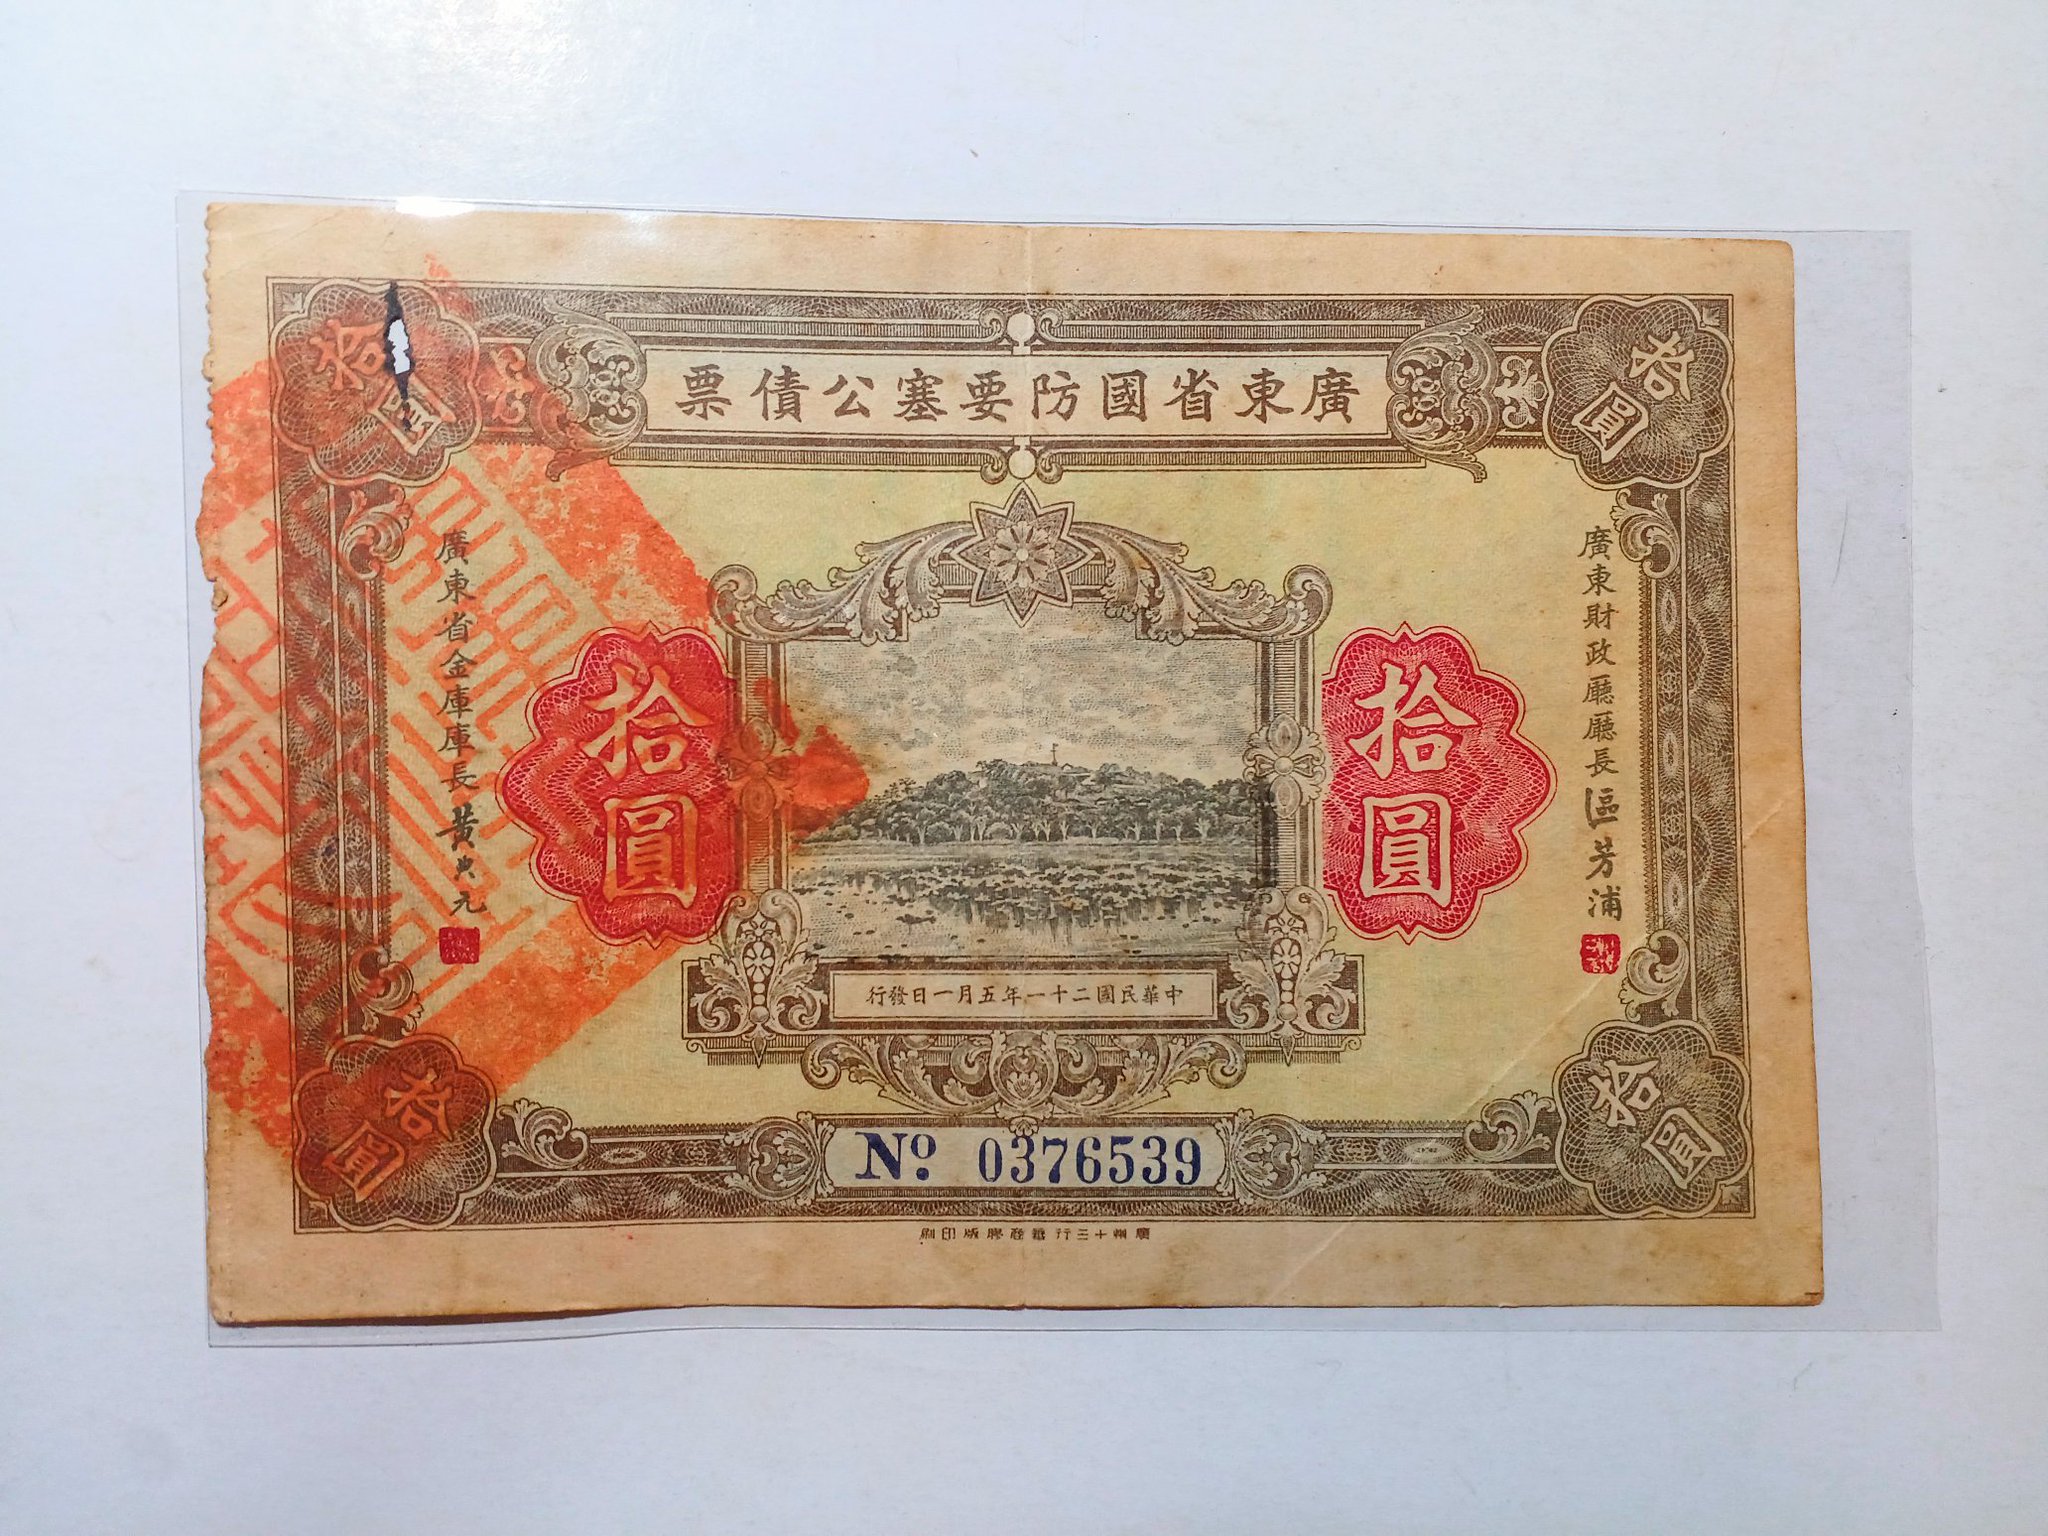 廣東省國防要塞公債票
拾圓
拾圓
廣東財政廳廳長區芳浦
拾圓
拾圓
廣東省金庫庫長黃典元
中華民國二十一年五月一日發行
拾圓
拾圓
No. 0376539